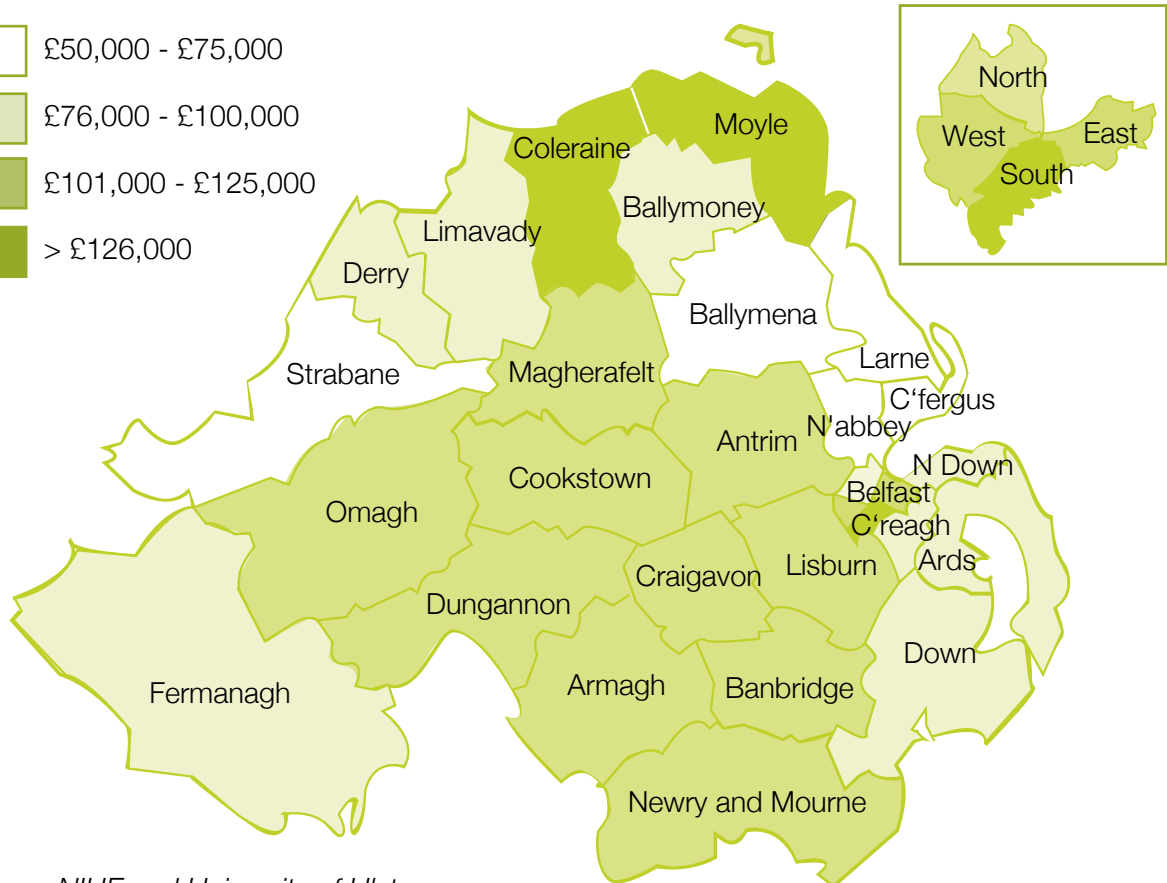 £50,000 - £75,000
£76,000 - £100,000
£101,000 - £125,000
> £126,000
North
West
East
South
Moyle
Coleraine
Ballymoney
Limavady
Derry
Ballymena
Larne
Strabane
Magherafelt
C‘fergus
N'abbey
Antrim
N Down
Cookstown
Belfast
Omagh
C‘reagh
Ards
Lisburn
Craigavon
Dungannon
Down
Armagh
Banbridge
Fermanagh
Newry and Mourne